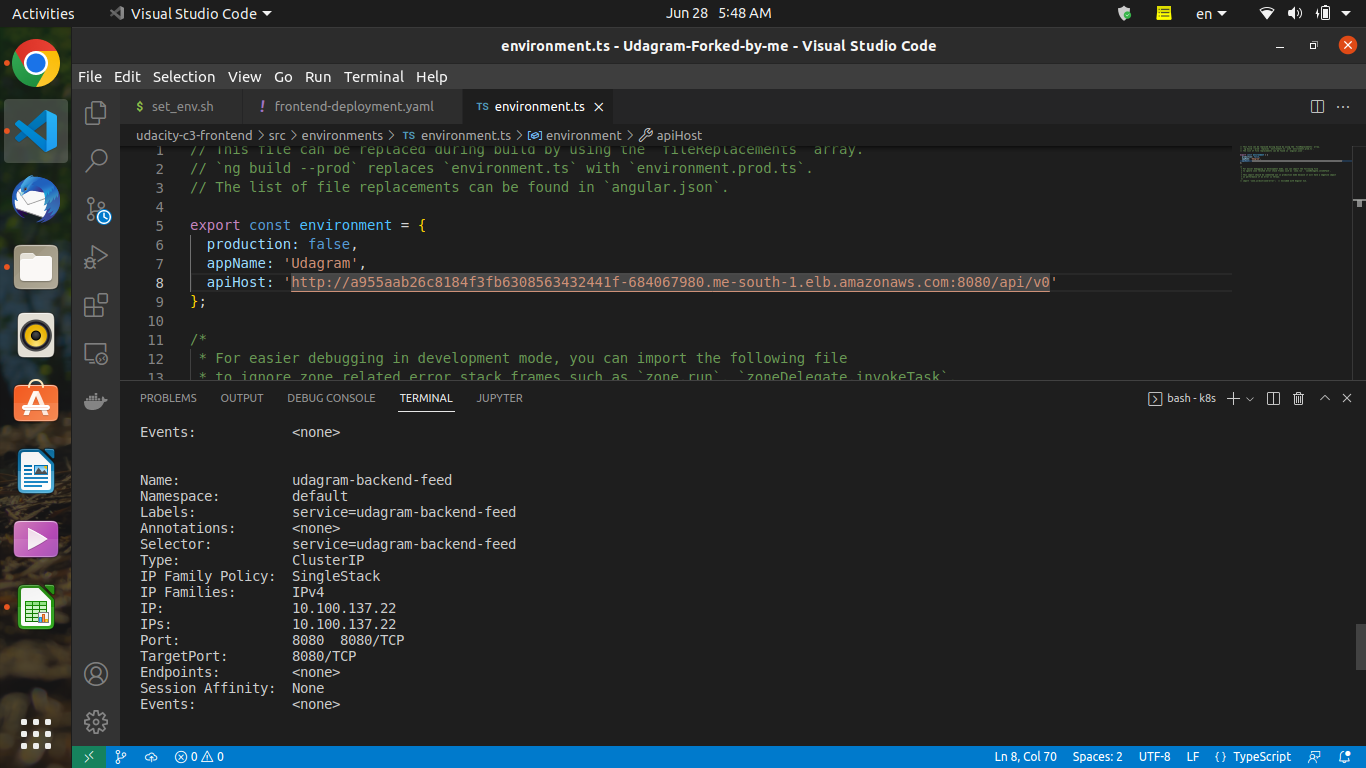 Activities
Visual Studio Code
Jun 28 5:48 AM
en
environment.ts - Udagram-Forked-by-me - Visual Studio Code
File Edit Selection View Go Run Terminal Help
$ set_env.sh
! frontend-deployment.yaml
TS environment.ts
udacity-c3-frontend > src > environments > TS environment.ts > environment > apiHost
1 // This file can be replaced during build by using the `fileReplacements` array.
2 // `ng build --prod` replaces `environment.ts` with `environment.prod.ts`.
3 // The list of file replacements can be found in `angular.json`.
4
5 export const environment = {
6 production: false,
7 appName: 'Udagram',
8 apiHost: 'http://a955aab26c8184f3fb6308563432441f-684067980.me-south-1.elb.amazonaws.com:8080/api/v0'
9 };
10
11 /*
12 * For easier debugging in development mode, you can import the following file
13 * to ignore zone related error stack frames such as `zone.run`, `zoneDelegate.invokeTask`.
PROBLEMS OUTPUT DEBUG CONSOLE TERMINAL JUPYTER
bash - k8s
Events: <none>
Name: udagram-backend-feed
Namespace: default
Labels: service=udagram-backend-feed
Annotations: <none>
Selector: service=udagram-backend-feed
Type: ClusterIP
IP Family Policy: SingleStack
IP Families: IPv4
IP: 10.100.137.22
IPs: 10.100.137.22
Port: 8080 8080/TCP
TargetPort: 8080/TCP
Endpoints: <none>
Session Affinity: None
Events: <none>
0 0
Ln 8, Col 70
Spaces: 2
UTF-8
LF
{ } TypeScript